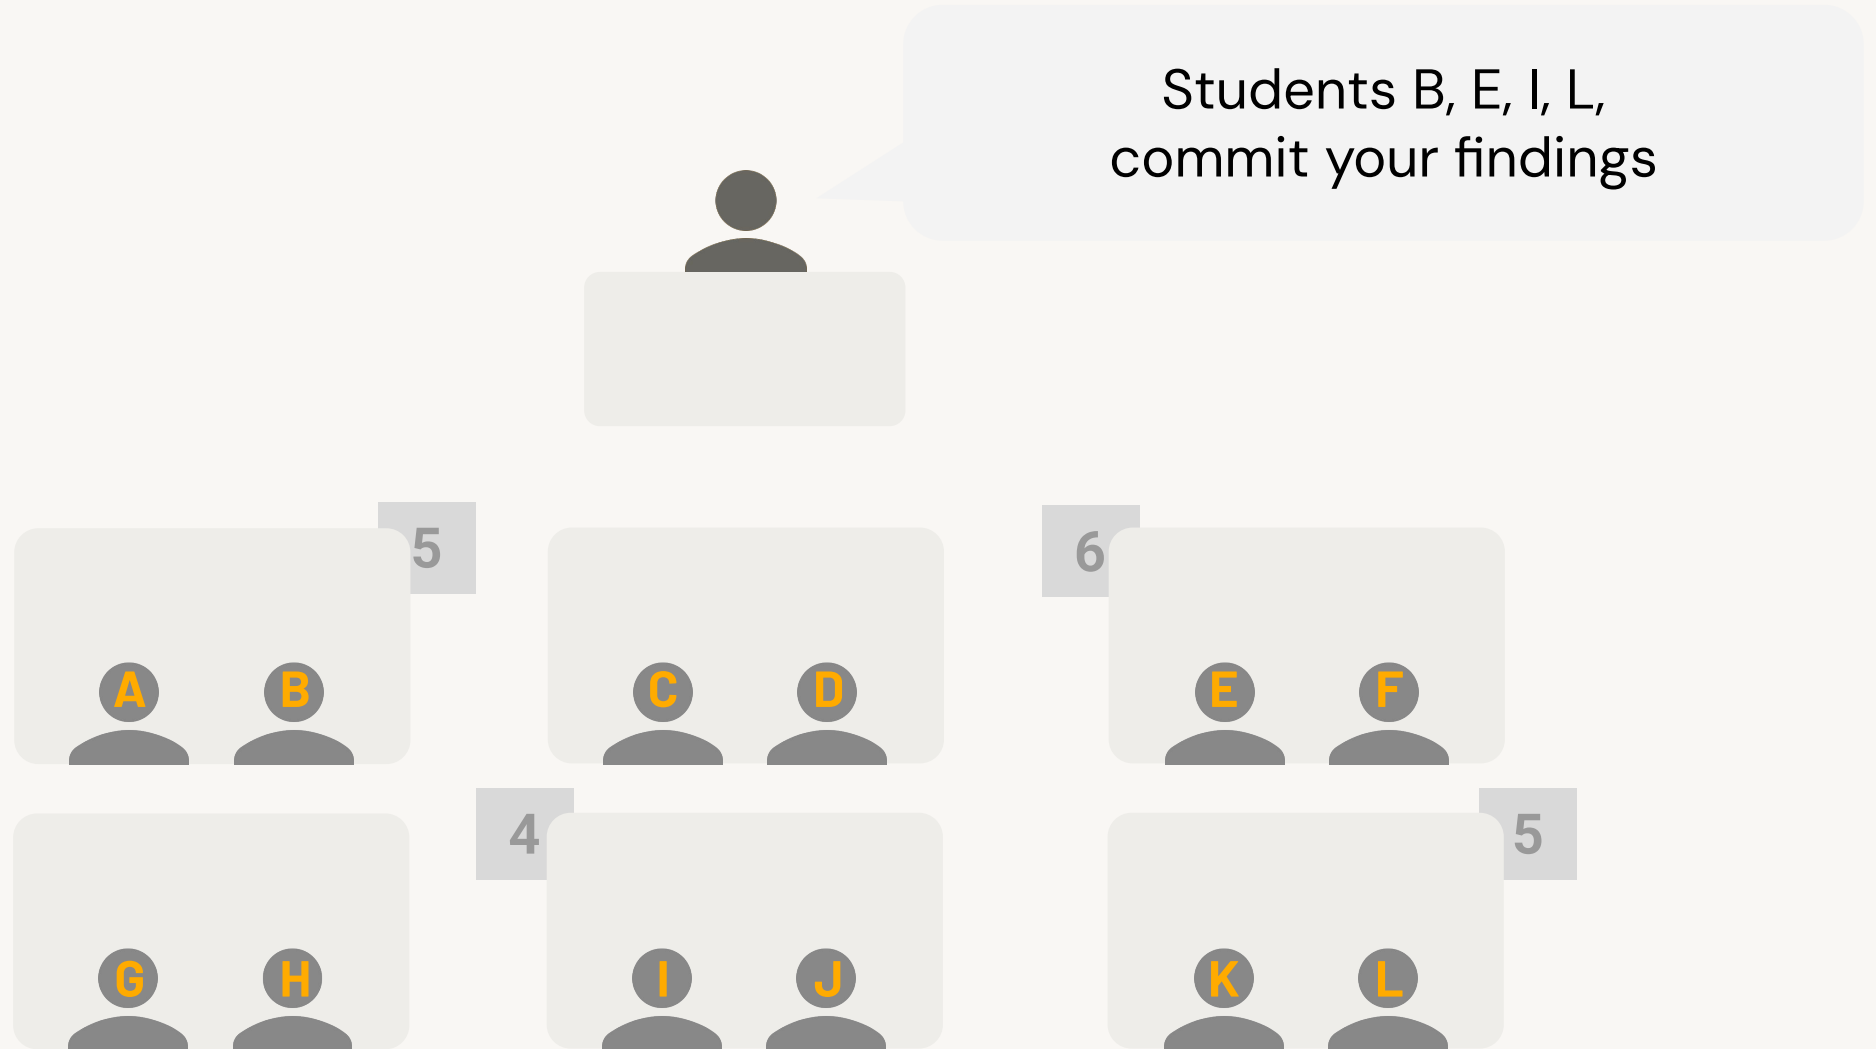 Students B, E, I, L,
commit your findings
5
6
A B C D E F
4
5
G H I J K L